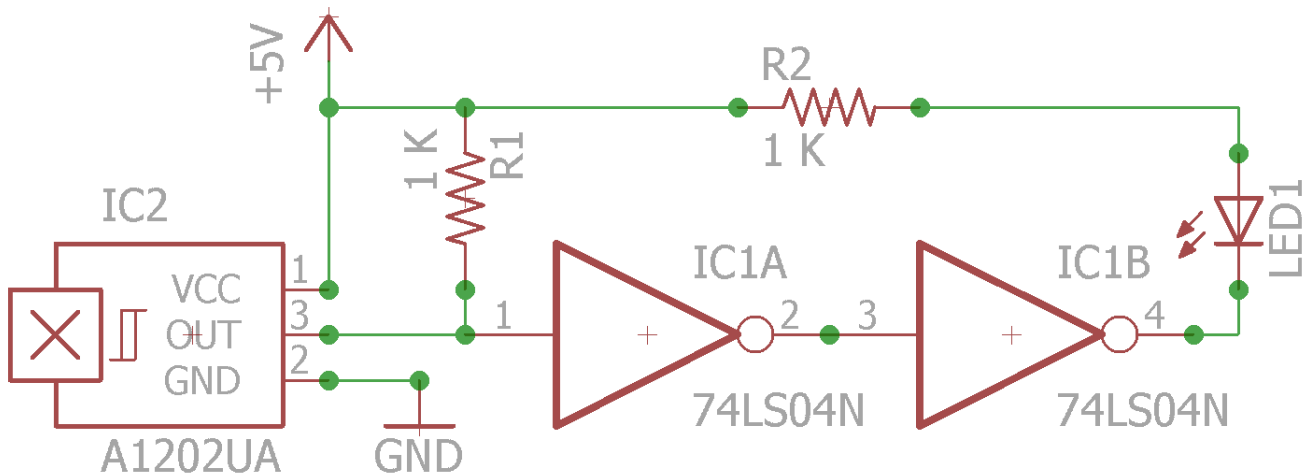 +5V
R2
1 K
1 K
R1
IC2
VCC
1
OUT
3
GND
2
A1202UA
GND
1
IC1A
2
74LS04N
3
IC1B
4
74LS04N
LED1